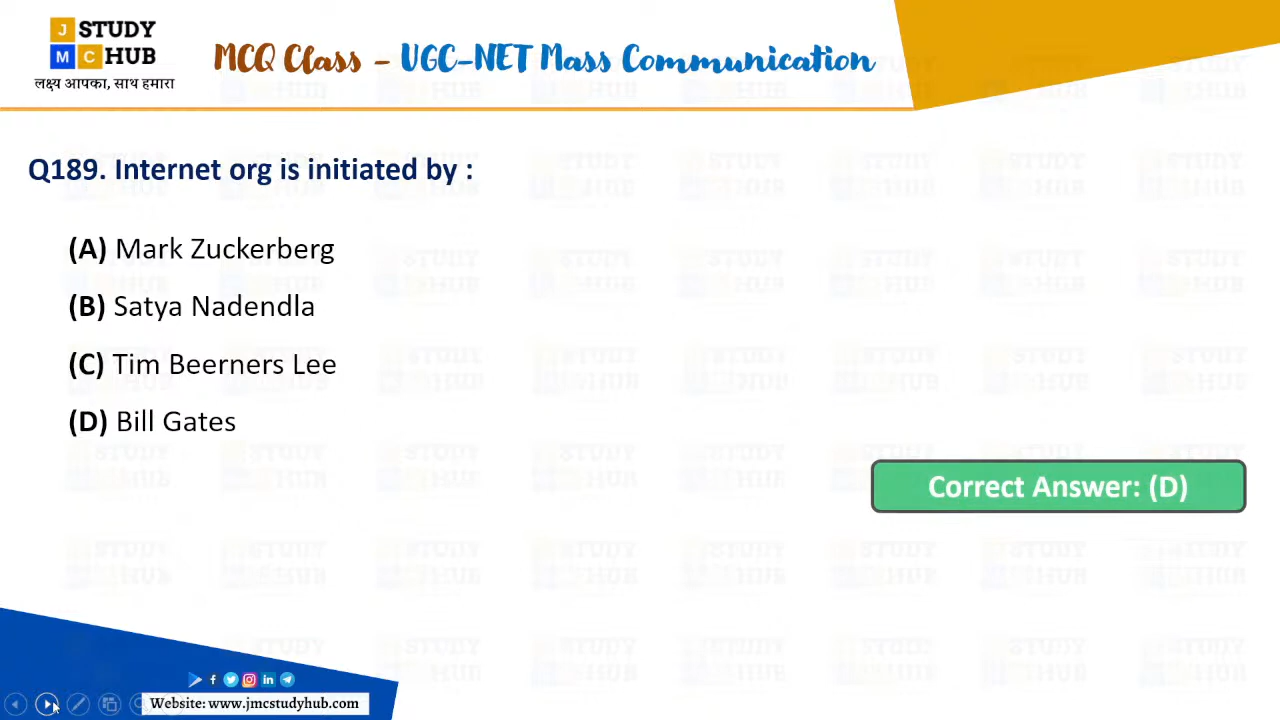 J STUDY
M C HUB
लक्ष्य आपका, साथ हमारा
MCQ Class - UGC-NET Mass Communication
Q189. Internet org is initiated by :
(A) Mark Zuckerberg
(B) Satya Nadendla
(C) Tim Beerners Lee
(D) Bill Gates
Correct Answer: (D)
Website: www.jmcstudyhub.com